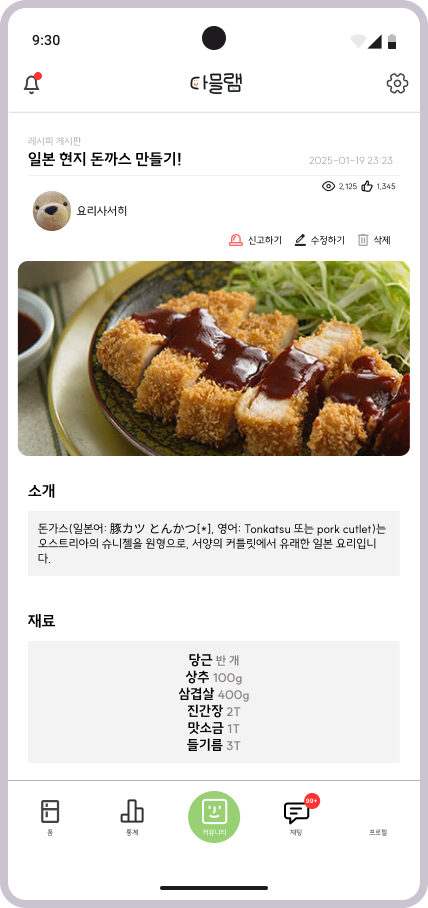 9:30
다믈랩
레시피 게시판
일본 현지 돈까스 만들기!
2025-01-19 23:23
2,125 1,345
요리사서히
신고하기 수정하기 삭제
소개
돈가스(일본어: 豚カツ とんかつ[*], 영어: Tonkatsu 또는 pork cutlet)는
오스트리아의 슈니첼을 원형으로, 서양의 커틀릿에서 유래한 일본 요리입니
다.
재료
당근 반 개
상추 100g
삼겹살 400g
진간장 2T
맛소금 1T
들기름 3T
99+
홈 통계 커뮤니티 채팅 프로필